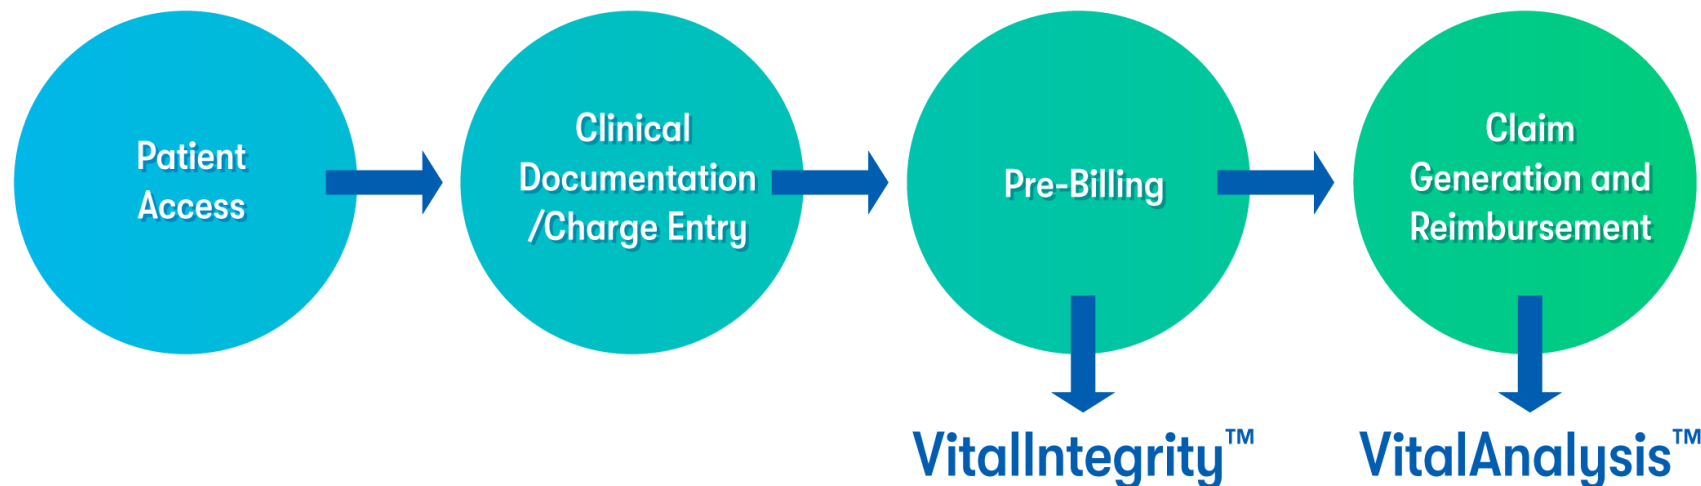 Patient
Access
Clinical
Documentation
/Charge Entry
Pre-Billing
Claim
Generation and
Reimbursement
VitalIntegrity™
VitalAnalysis™